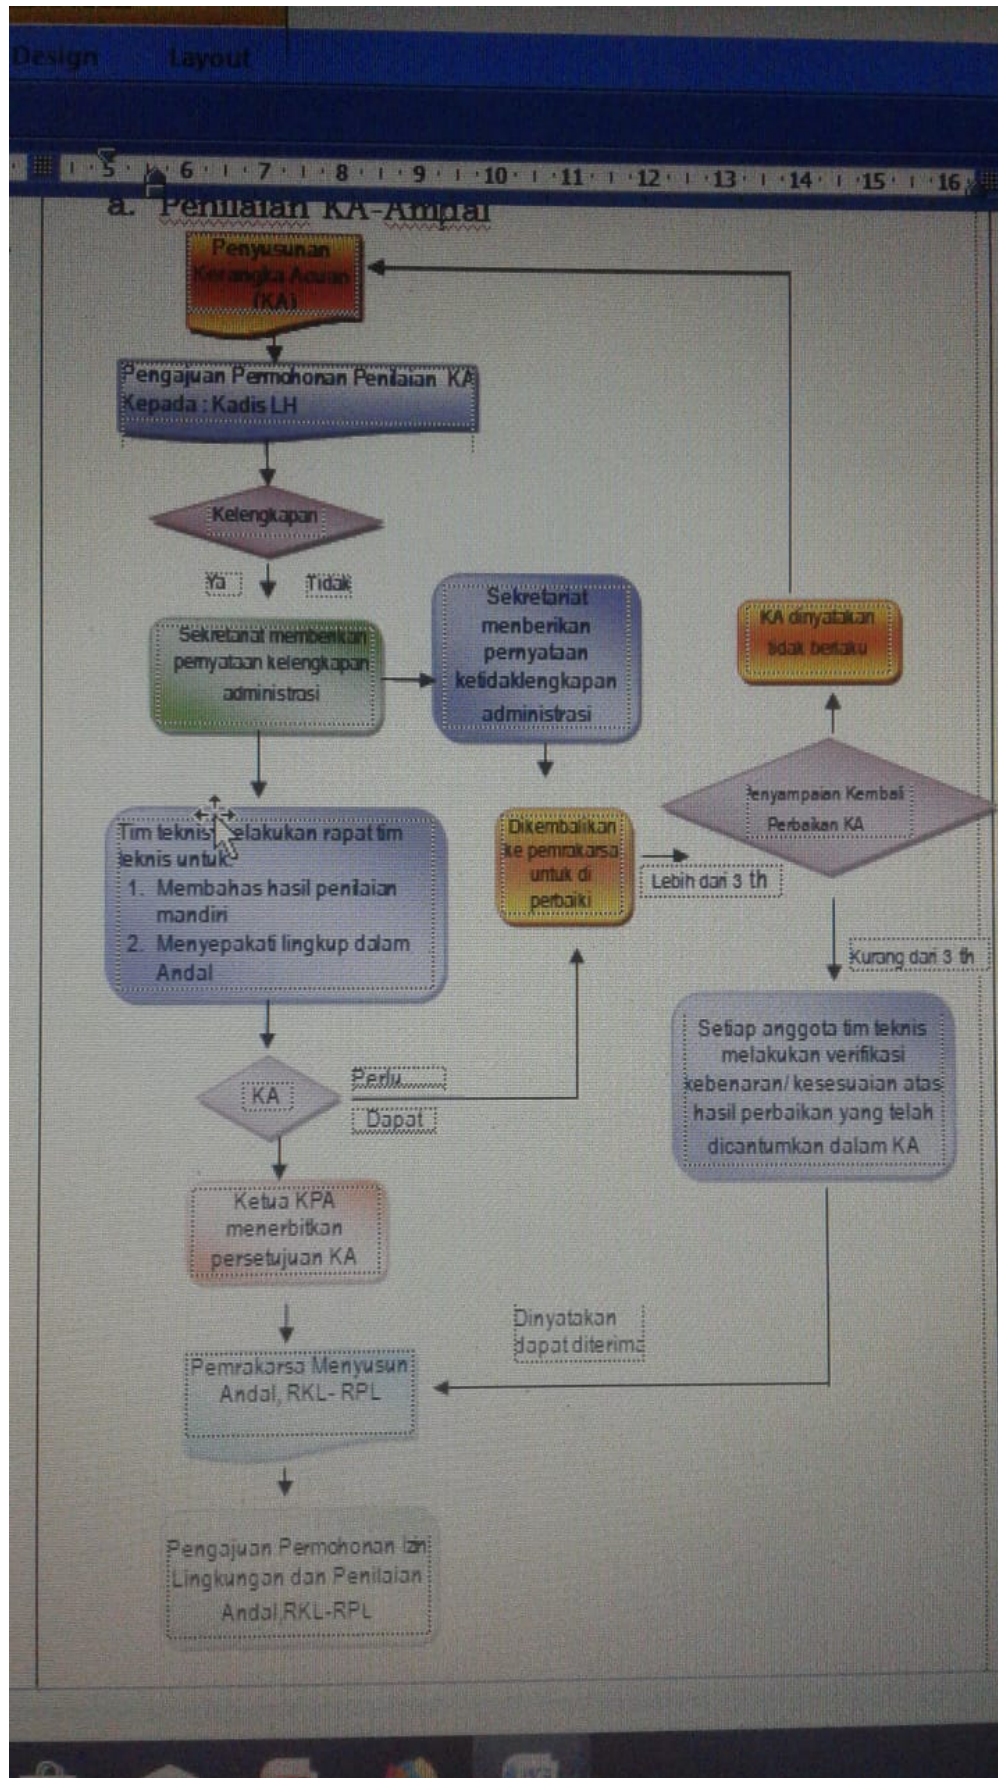 Design Layout
5 6 7 8 9 10 11 12 13 14 15 16
a. Penilaian KA-Ampal
Penyusunan
Kerangka Acuan
(KA)
Pengajuan Permohonan Penilaian KA
Kepada : Kadis LH
Kelengkapan
Ya
Tidak
Sekretariat memberikan
pernyataan kelengkapan
administrasi
Sekretariat
menberikan
pernyataan
ketidaklengkapan
administrasi
KA dinyatakan
tidak berlaku
Tim teknis melakukan rapat tim
teknis untuk:
1. Membahas hasil penilaian
mandiri
2. Menyepakati lingkup dalam
Andal
Dikembalikan
ke pemrakarsa
untuk di
perbaiki
Lebih dari 3 th
Penyampaian Kembali
Perbaikan KA
Kurang dari 3 th
Setiap anggota tim teknis
melakukan verifikasi
kebenaran/ kesesuaian atas
hasil perbaikan yang telah
dicantumkan dalam KA
KA
Perlu
Dapat
Ketua KPA
menerbitkan
persetujuan KA
Dinyatakan
dapat diterima
Pemrakarsa Menyusun
Andal, RKL- RPL
Pengajuan Permohonan Izin
Lingkungan dan Penilaian
Andal,RKL-RPL